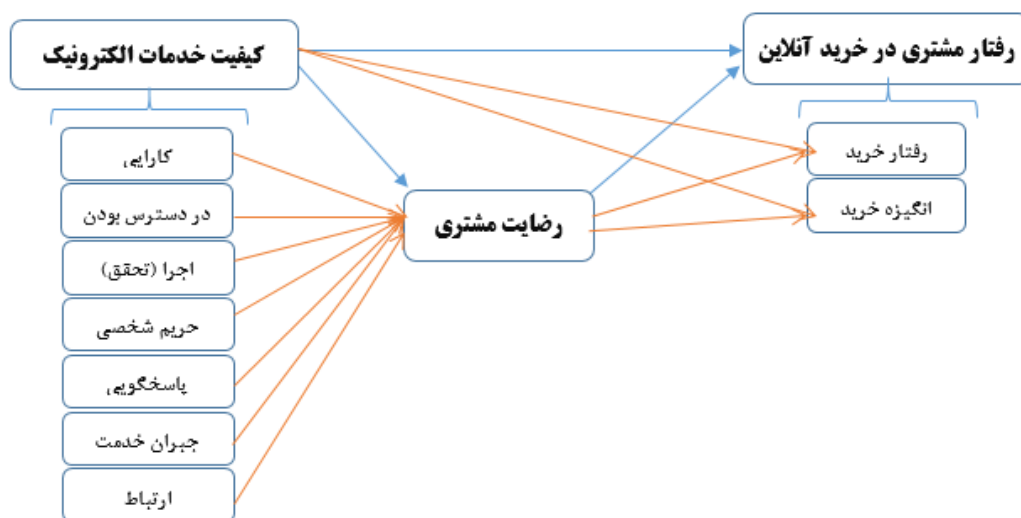 کیفیت خدمات الکترونیک
رفتار مشتری در خرید آنلاین
کارایی
در دسترس بودن
اجرا (تحقق)
حریم شخصی
پاسخگویی
جبران خدمت
ارتباط
رضایت مشتری
رفتار خرید
انگیزه خرید